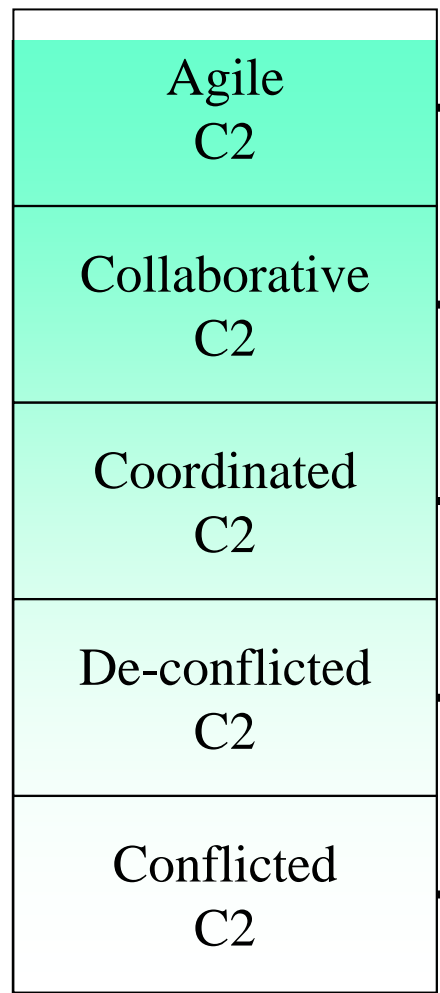 Agile
C2
Collaborative
C2
Coordinated
C2
De-conflicted
C2
Conflicted
C2